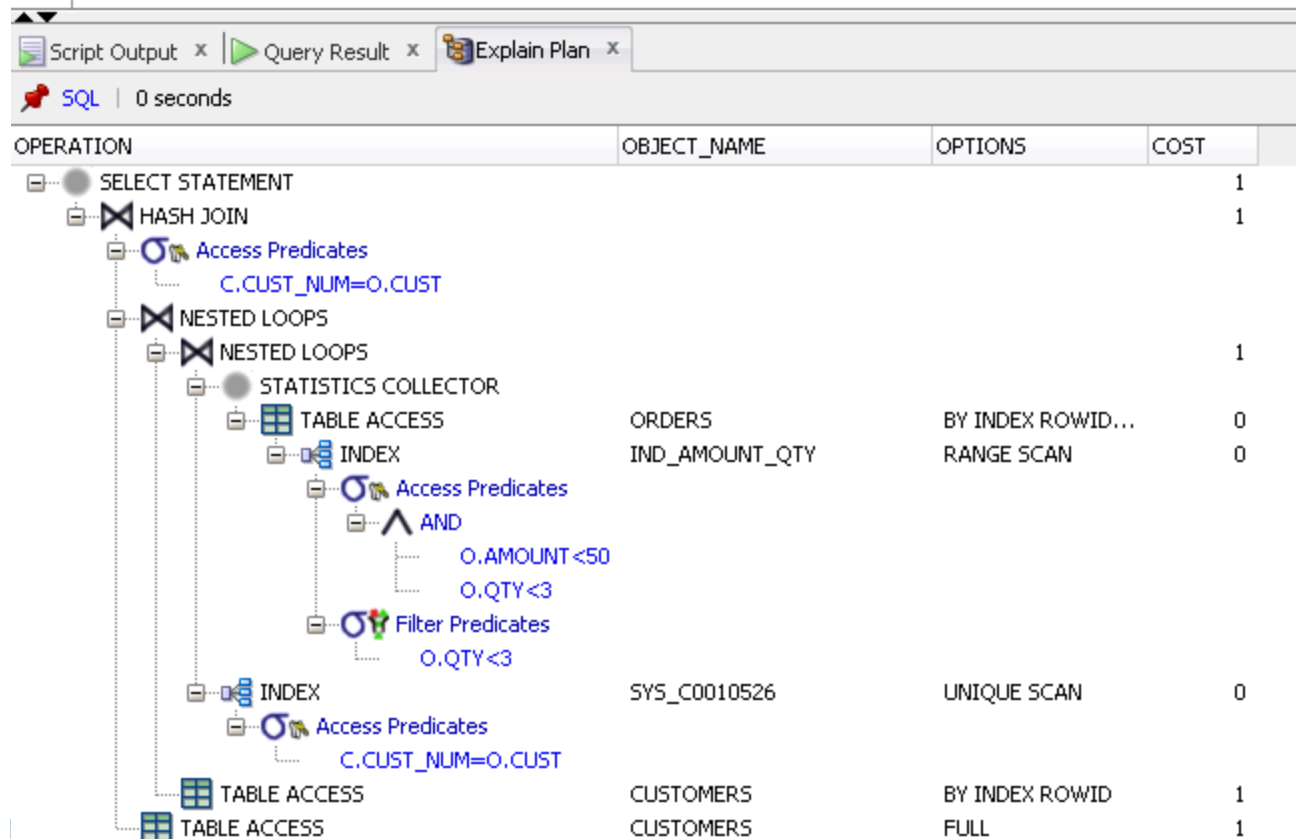 Script Output x Query Result x Explain Plan x
SQL | 0 seconds
OPERATION OBJECT_NAME OPTIONS COST
SELECT STATEMENT 1
HASH JOIN 1
Access Predicates
C.CUST_NUM=O.CUST
NESTED LOOPS
NESTED LOOPS 1
STATISTICS COLLECTOR
TABLE ACCESS ORDERS BY INDEX ROWID... 0
INDEX IND_AMOUNT_QTY RANGE SCAN 0
Access Predicates
AND
O.AMOUNT<50
O.QTY<3
Filter Predicates
O.QTY<3
INDEX SYS_C0010526 UNIQUE SCAN 0
Access Predicates
C.CUST_NUM=O.CUST
TABLE ACCESS CUSTOMERS BY INDEX ROWID 1
TABLE ACCESS CUSTOMERS FULL 1